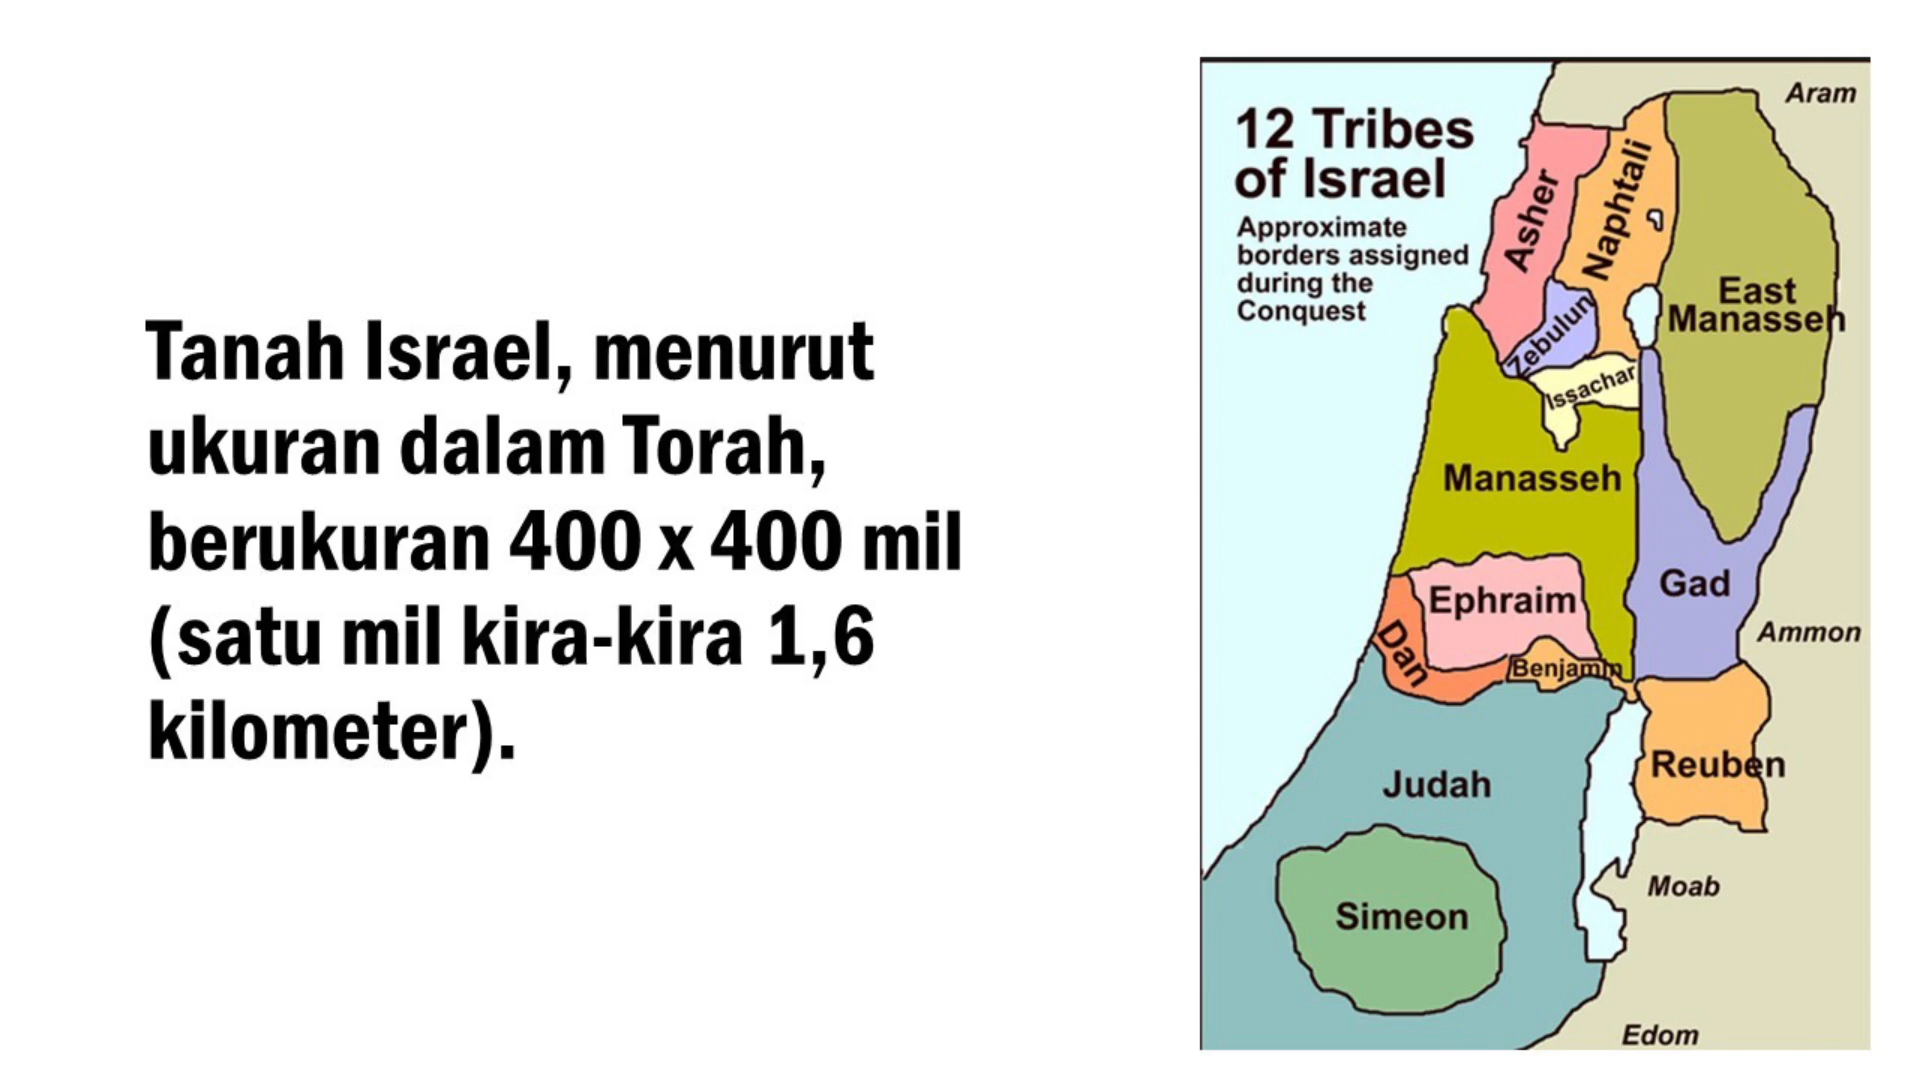 Tanah Israel, menurut
ukuran dalam Torah,
berukuran 400 x 400 mil
(satu mil kira-kira 1,6
kilometer).
12 Tribes
of Israel
Approximate
borders assigned
during the
Conquest
Aram
Asher
Naphtali
East
Manasseh
Zebulun
Issachar
Manasseh
Gad
Ephraim
Ammon
Dan
Benjamin
Reuben
Judah
Moab
Simeon
Edom